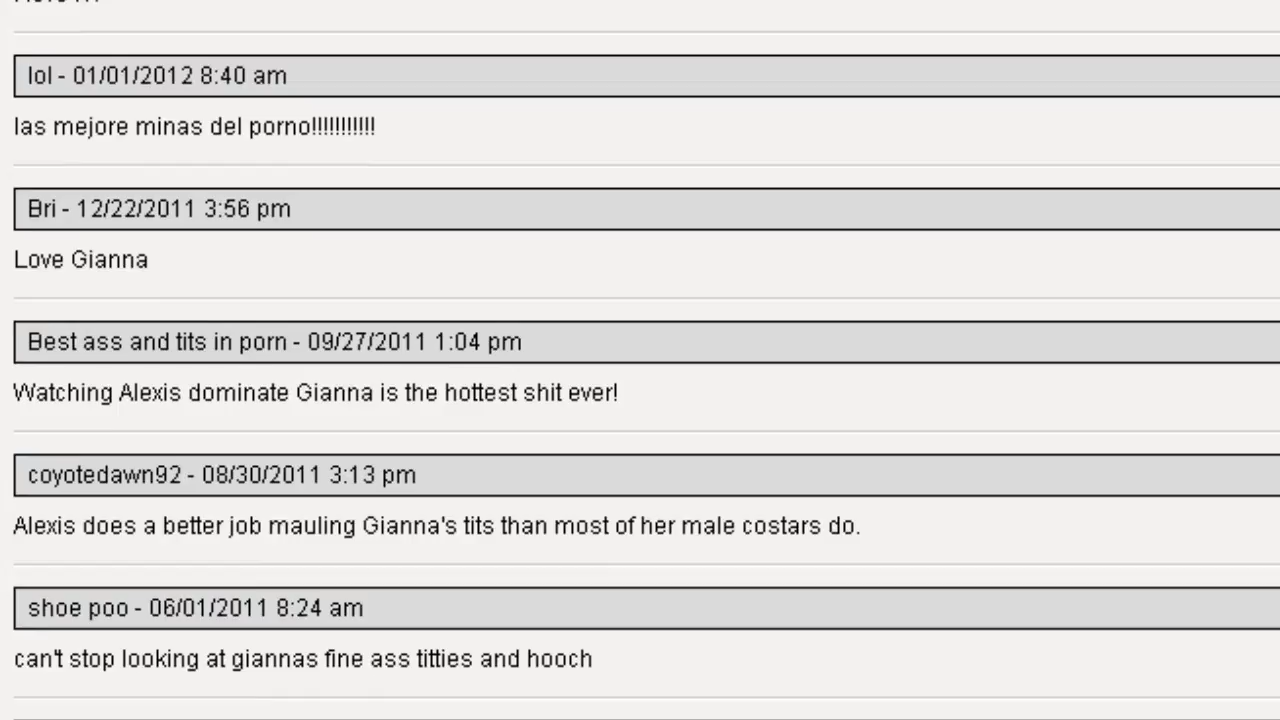 lol - 01/01/2012 8:40 am
las mejore minas del porno!!!!!!!!!!!
Bri - 12/22/2011 3:56 pm
Love Gianna
Best ass and tits in porn - 09/27/2011 1:04 pm
Watching Alexis dominate Gianna is the hottest shit ever!
coyotedawn92 - 08/30/2011 3:13 pm
Alexis does a better job mauling Gianna's tits than most of her male costars do.
shoe poo - 06/01/2011 8:24 am
can't stop looking at giannas fine ass titties and hooch